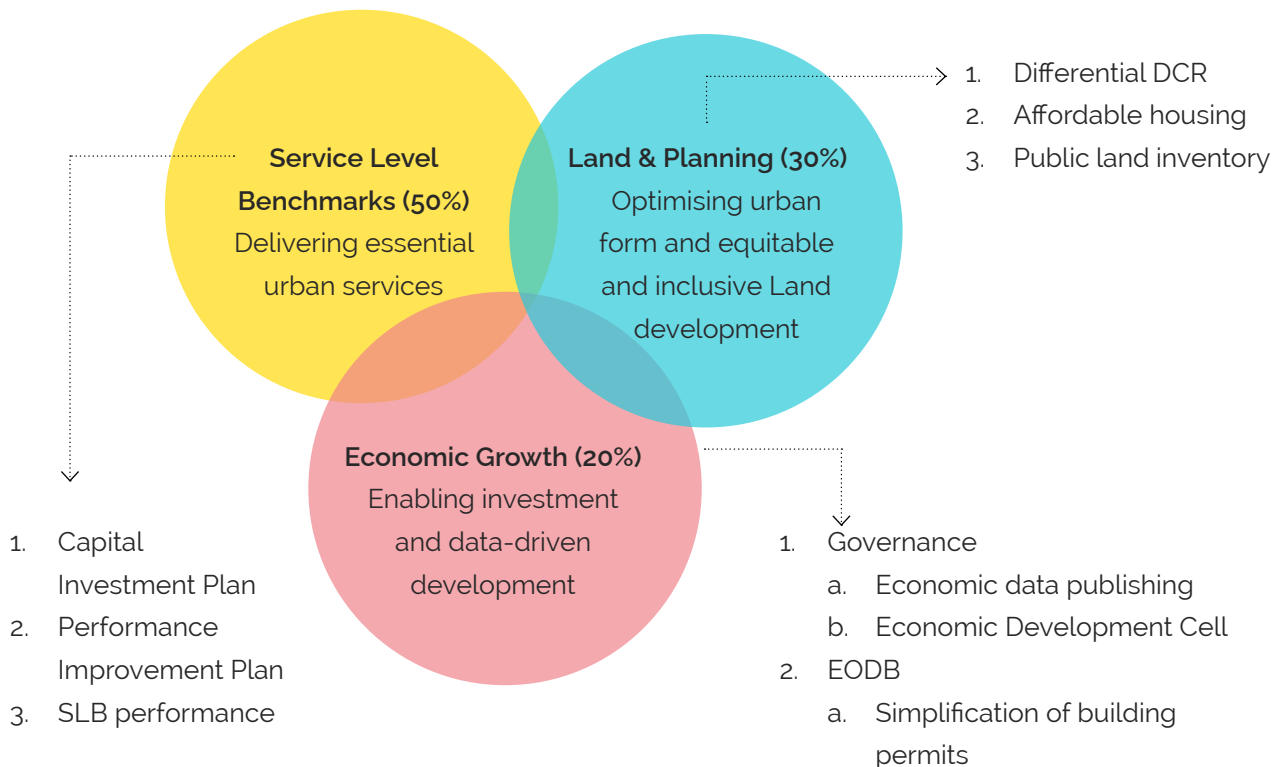 Service Level
Benchmarks (50%)
Delivering essential
urban services
Land & Planning (30%)
Optimising urban
form and equitable
and inclusive Land
development
1. Differential DCR
2. Affordable housing
3. Public land inventory
Economic Growth (20%)
Enabling investment
and data-driven
development
1. Capital
Investment Plan
2. Performance
Improvement Plan
3. SLB performance
1. Governance
a. Economic data publishing
b. Economic Development Cell
2. EODB
a. Simplification of building
permits